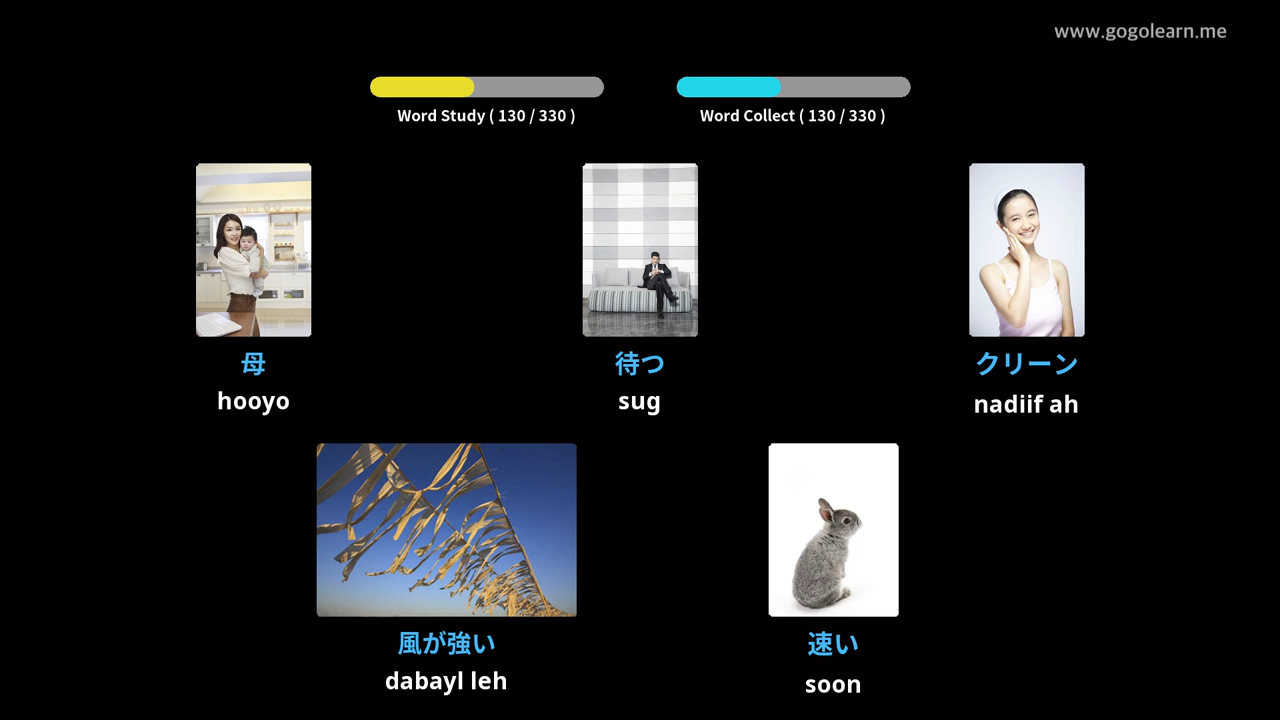 www.gogolearn.me
Word Study ( 130 / 330 )
Word Collect ( 130 / 330 )
母
hooyo
待つ
sug
クリーン
nadiif ah
風が強い
dabayl leh
速い
soon